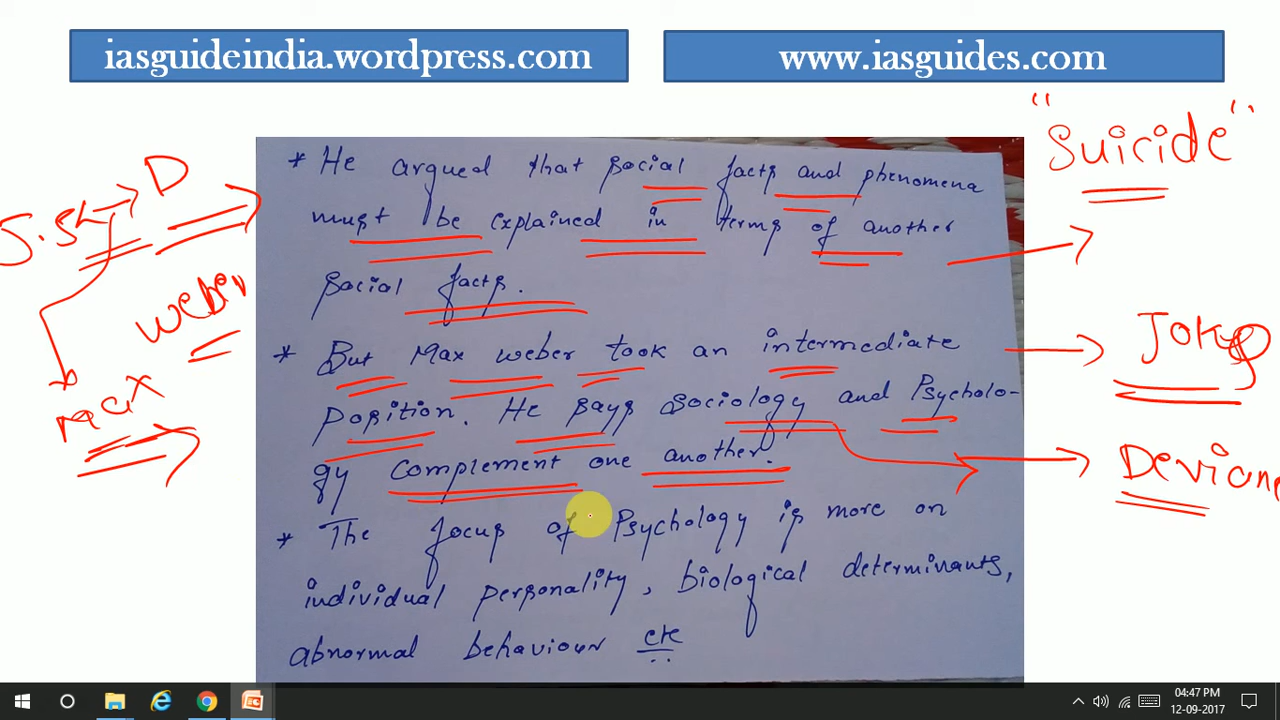 iasguideindia.wordpress.com
www.iasguides.com
"Suicide"
D
Weber
Max
* He argued that social facts and phenomena
must be explained in terms of another
social facts.
* But Max weber took an intermediate
position. He says sociology and Psycholo-
gy complement one another.
* The focus of Psychology is more on
individual personality, biological determinants,
abnormal behaviour etc
04:47 PM
12-09-2017